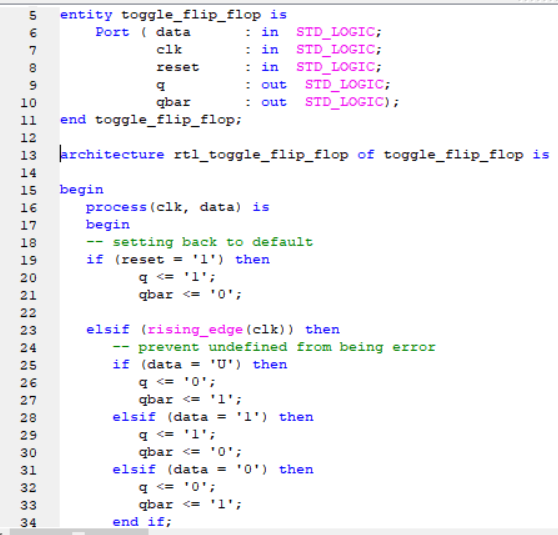 5 entity toggle_flip_flop is
6 Port ( data : in STD_LOGIC;
7 clk : in STD_LOGIC;
8 reset : in STD_LOGIC;
9 q : out STD_LOGIC;
10 qbar : out STD_LOGIC);
11 end toggle_flip_flop;
12
13 architecture rtl_toggle_flip_flop of toggle_flip_flop is
14
15 begin
16 process(clk, data) is
17 begin
18 -- setting back to default
19 if (reset = '1') then
20 q <= '1';
21 qbar <= '0';
22
23 elsif (rising_edge(clk)) then
24 -- prevent undefined from being error
25 if (data = 'U') then
26 q <= '0';
27 qbar <= '1';
28 elsif (data = '1') then
29 q <= '1';
30 qbar <= '0';
31 elsif (data = '0') then
32 q <= '0';
33 qbar <= '1';
34 end if;